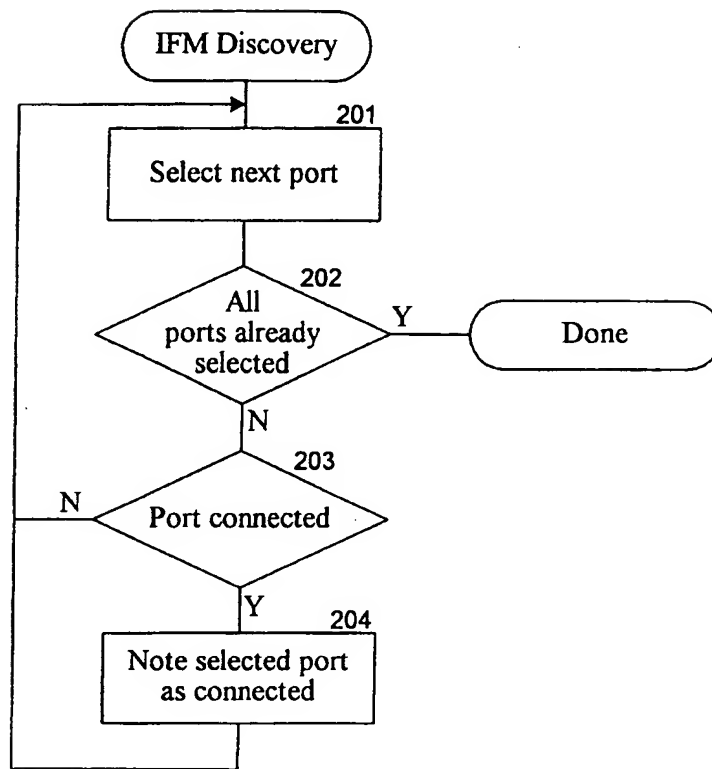 IFM Discovery
201
Select next port
202
All
ports already
selected
Y
Done
N
203
N
Port connected
Y
204
Note selected port
as connected